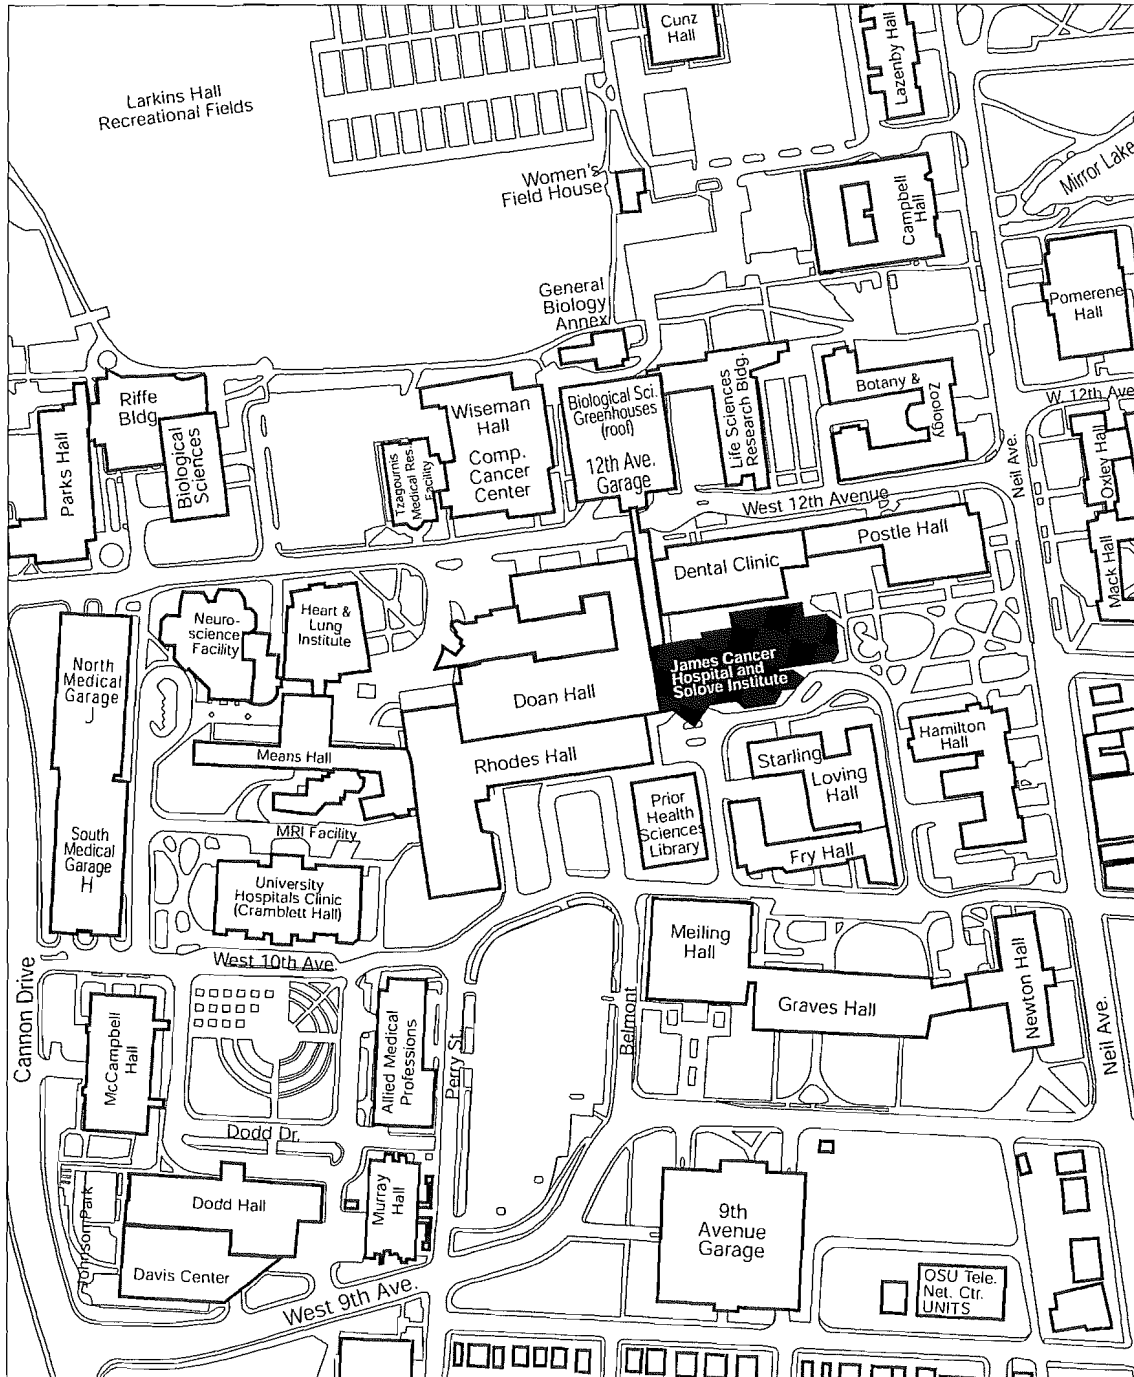 Cunz
Hall
Lazenby Hall
Larkins Hall
Recreational Fields
Women's
Field House
Campbell
Hall
Mirror Lake
General
Biology
Annex
Pomerene
Hall
Riffe
Bldg.
Parks Hall
Biological
Sciences
Wiseman
Hall
Comp.
Cancer
Center
Tzagournis
Medical Res.
Facility
Biological Sci.
Greenhouses
(roof)
12th Ave.
Garage
Life Sciences
Research Bldg.
Botany &
Zoology
W. 12th Ave
Oxley Hall
Neil Ave.
West 12th Avenue
Postle Hall
Dental Clinic
Mack Hall
Neuro-
science
Facility
Heart &
Lung
Institute
North
Medical
Garage
J
Doan Hall
James Cancer
Hospital and
Solove Institute
Means Hall
Rhodes Hall
Starling
Loving
Hall
Hamilton
Hall
Prior
Health
Sciences
Library
South
Medical
Garage
H
MRI Facility
Fry Hall
University
Hospitals Clinic
(Cramblett Hall)
West 10th Ave.
Meiling
Hall
Graves Hall
Newton Hall
Cannon Drive
McCampbell
Hall
Allied Medical
Professions
Perry St.
Belmont
Neil Ave.
Dodd Dr.
Johnson Park
Dodd Hall
Murray
Hall
Davis Center
West 9th Ave.
9th
Avenue
Garage
OSU Tele.
Net. Ctr.
UNITS